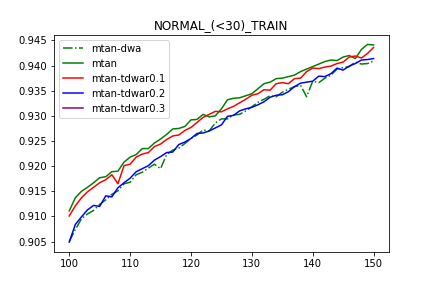 NORMAL_(<30)_TRAIN
0.945
0.940
0.935
0.930
0.925
0.920
0.915
0.910
0.905
mtan-dwa
mtan
mtan-tdwar0.1
mtan-tdwar0.2
mtan-tdwar0.3
100 110 120 130 140 150